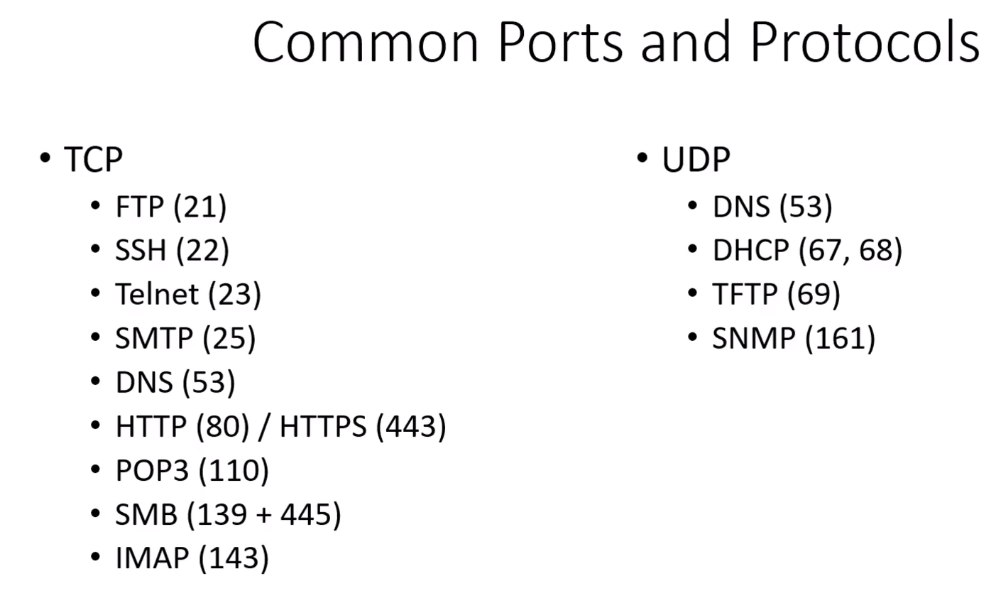 Common Ports and Protocols
• TCP
• FTP (21)
• SSH (22)
• Telnet (23)
• SMTP (25)
• DNS (53)
• HTTP (80) / HTTPS (443)
• POP3 (110)
• SMB (139 + 445)
• IMAP (143)
• UDP
• DNS (53)
• DHCP (67, 68)
• TFTP (69)
• SNMP (161)